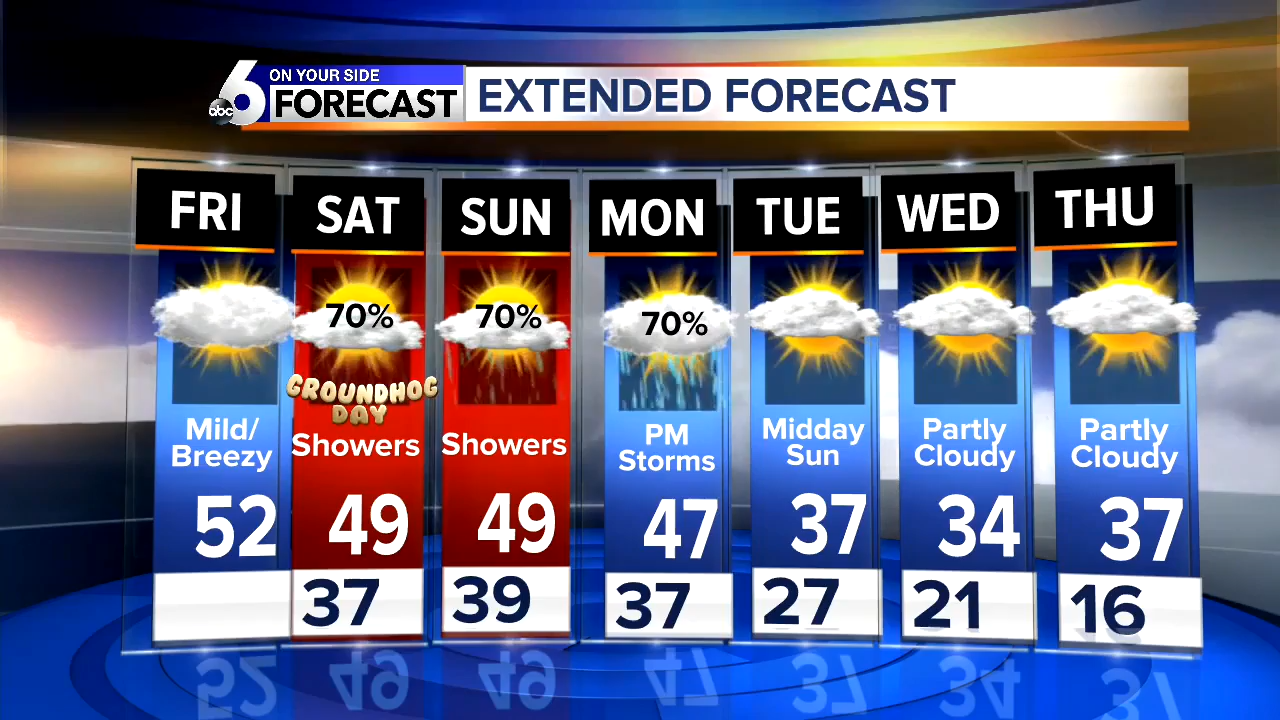 abc 6 ON YOUR SIDE
FORECAST
EXTENDED FORECAST
FRI
SAT
SUN
MON
TUE
WED
THU
70%
70%
70%
GROUNDHOG
DAY
Mild/
Breezy
Showers
Showers
PM
Storms
Midday
Sun
Partly
Cloudy
Partly
Cloudy
52
49
49
47
37
34
37
37
39
37
27
21
16